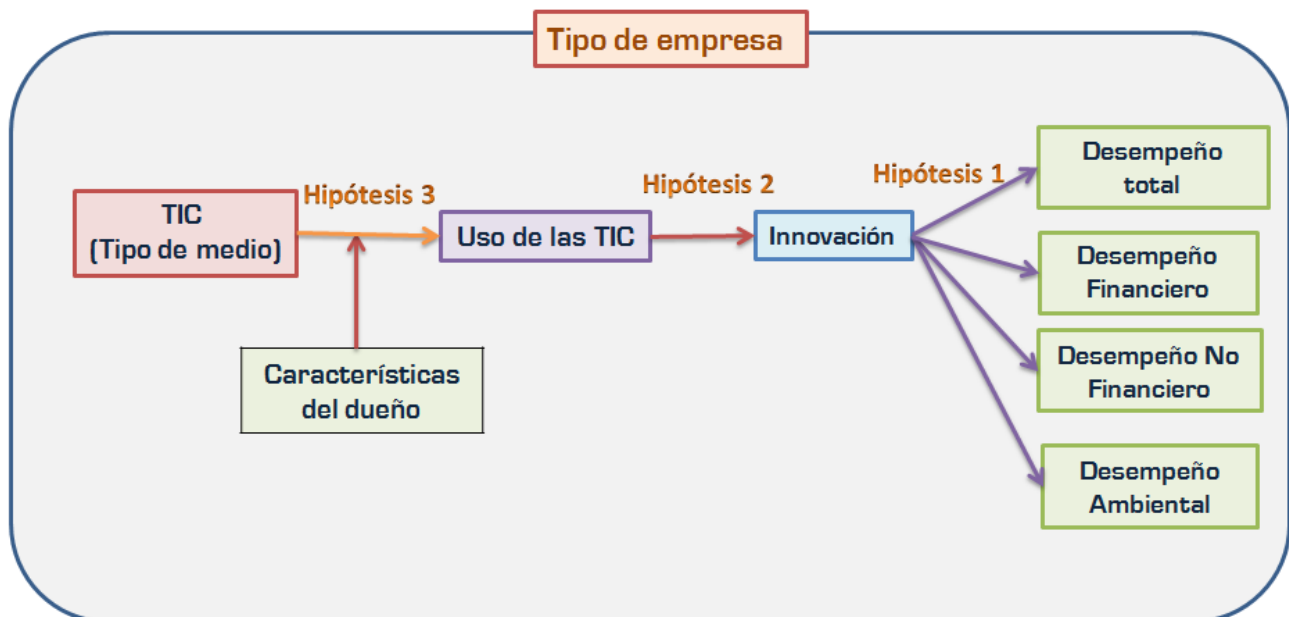 Tipo de empresa
Hipótesis 3
TIC
(Tipo de medio)
Características
del dueño
Uso de las TIC
Hipótesis 2
Innovación
Hipótesis 1
Desempeño
total
Desempeño
Financiero
Desempeño No
Financiero
Desempeño
Ambiental